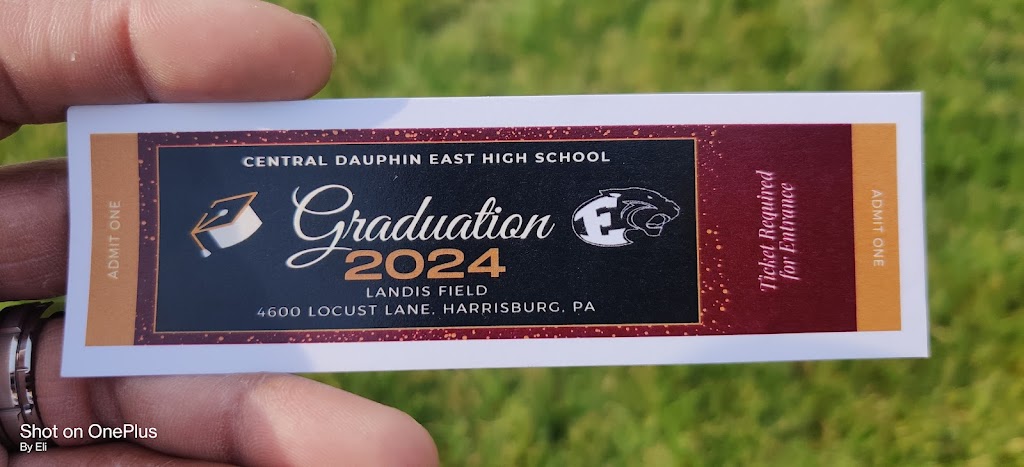 ADMIT ONE
CENTRAL DAUPHIN EAST HIGH SCHOOL
Graduation
2024
LANDIS FIELD
4600 LOCUST LANE, HARRISBURG, PA
E
Ticket Required
for Entrance
ADMIT ONE
Shot on OnePlus
By Eli